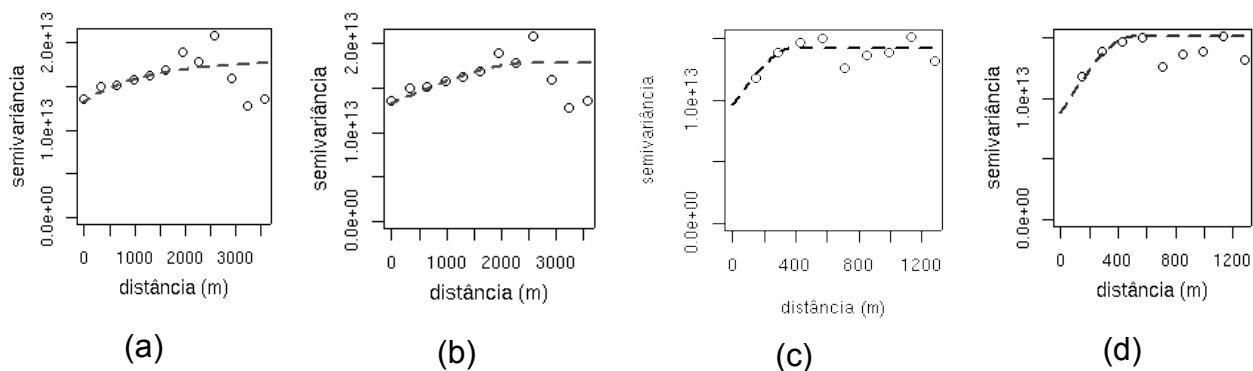 semivariância
0.0e+00 1.0e+13 2.0e+13
0 1000 2000 3000
distância (m)
(a)
semivariância
0.0e+00 1.0e+13 2.0e+13
0 1000 2000 3000
distância (m)
(b)
semivariância
0.0e+00 1.0e+13
0 400 800 1200
distância (m)
(c)
semivariância
0.0e+00 1.0e+13
0 400 800 1200
distância (m)
(d)